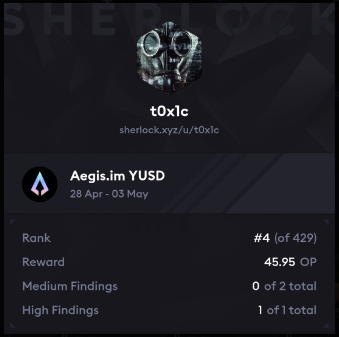 SHERLOCK
t0x1c
sherlock.xyz/u/t0x1c
Aegis.im YUSD
28 Apr - 03 May
Rank #4 (of 429)
Reward 45.95 OP
Medium Findings 0 of 2 total
High Findings 1 of 1 total